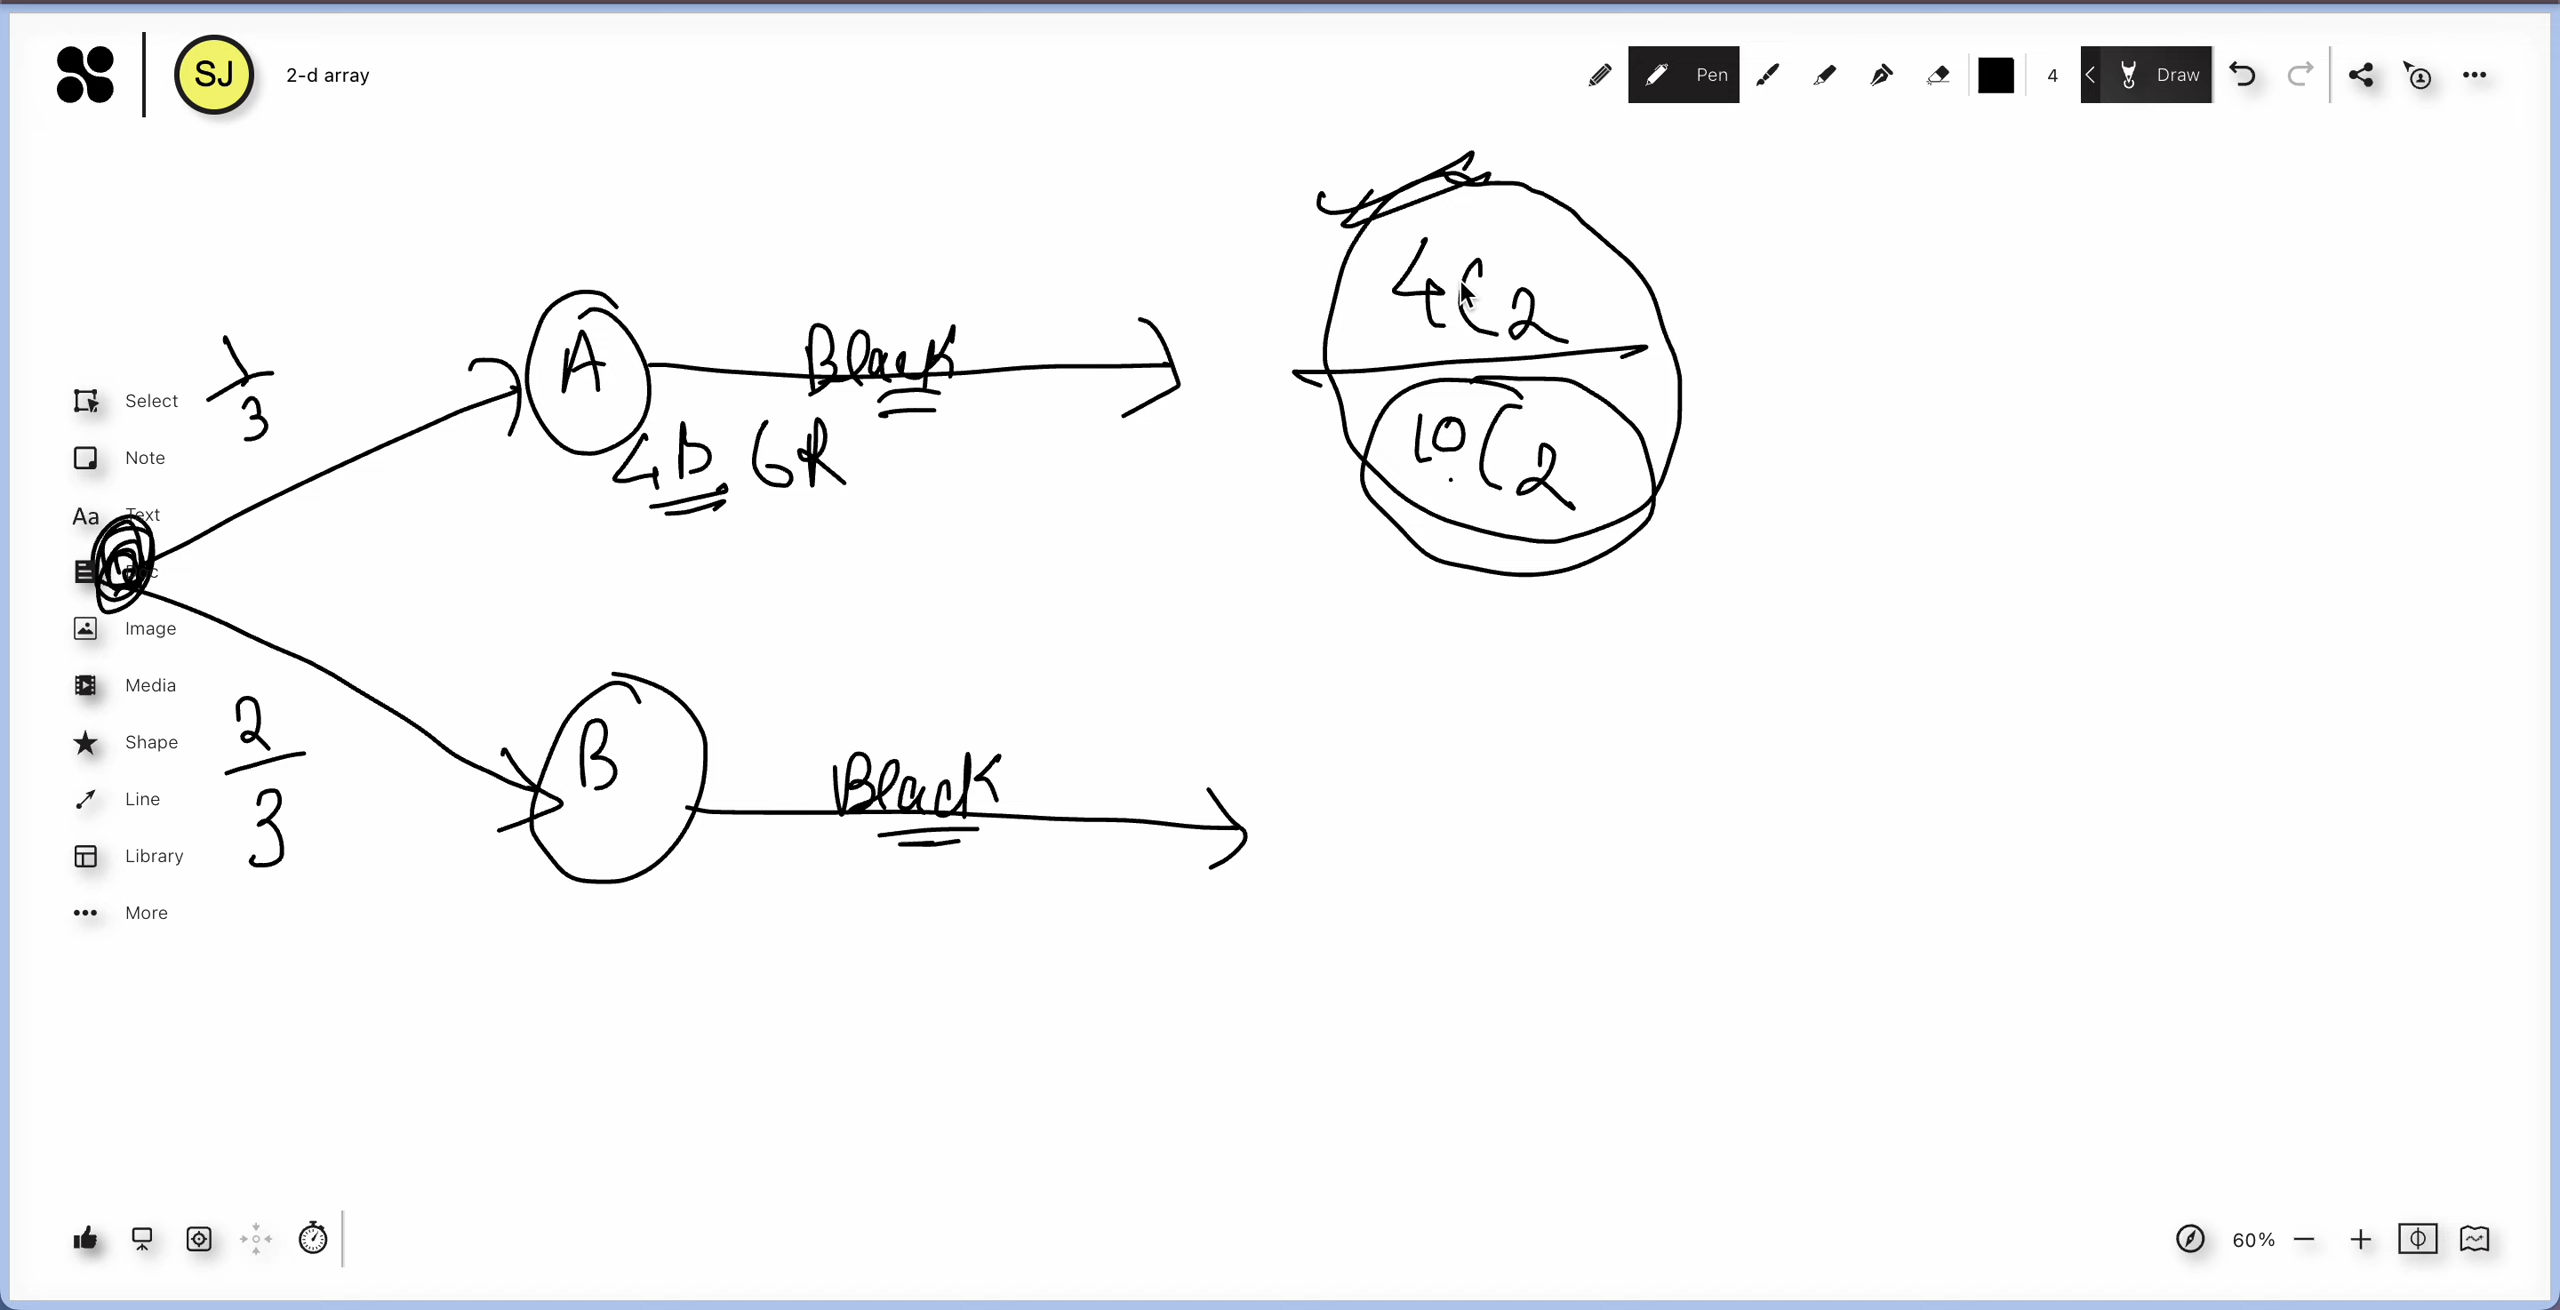 SJ 2-d array Pen 4 Draw
4C2
10C2
1/3
A Black
4B 6R
Select
Note
Text
Image
Media
Shape
Line
Library
More
2/3
B Black
60%